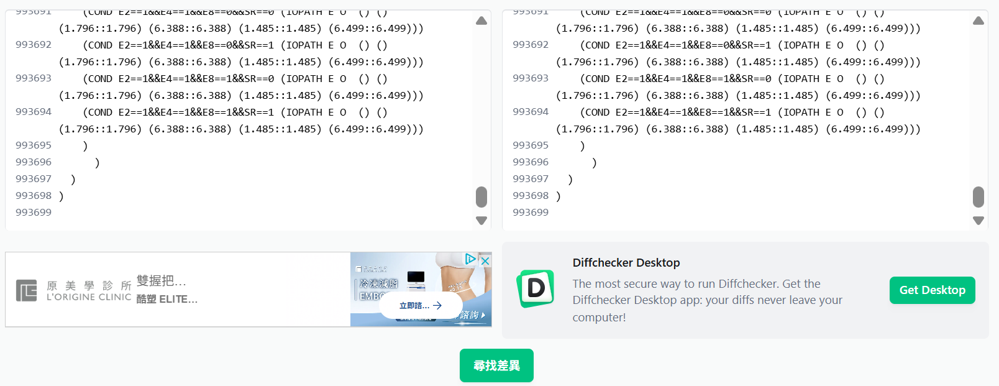 993691 (COND E2==1&&E4==1&&E8==0&&SR==0 (IOPATH E O  () ()
(1.796::1.796) (6.388::6.388) (1.485::1.485) (6.499::6.499)))
993692 (COND E2==1&&E4==1&&E8==0&&SR==1 (IOPATH E O  () ()
(1.796::1.796) (6.388::6.388) (1.485::1.485) (6.499::6.499)))
993693 (COND E2==1&&E4==1&&E8==1&&SR==0 (IOPATH E O  () ()
(1.796::1.796) (6.388::6.388) (1.485::1.485) (6.499::6.499)))
993694 (COND E2==1&&E4==1&&E8==1&&SR==1 (IOPATH E O  () ()
(1.796::1.796) (6.388::6.388) (1.485::1.485) (6.499::6.499)))
993695 )
993696 )
993697 )
993698 )
993699
993691 (COND E2==1&&E4==1&&E8==0&&SR==0 (IOPATH E O  () ()
(1.796::1.796) (6.388::6.388) (1.485::1.485) (6.499::6.499)))
993692 (COND E2==1&&E4==1&&E8==0&&SR==1 (IOPATH E O  () ()
(1.796::1.796) (6.388::6.388) (1.485::1.485) (6.499::6.499)))
993693 (COND E2==1&&E4==1&&E8==1&&SR==0 (IOPATH E O  () ()
(1.796::1.796) (6.388::6.388) (1.485::1.485) (6.499::6.499)))
993694 (COND E2==1&&E4==1&&E8==1&&SR==1 (IOPATH E O  () ()
(1.796::1.796) (6.388::6.388) (1.485::1.485) (6.499::6.499)))
993695 )
993696 )
993697 )
993698 )
993699
原美學診所
L'ORIGINE CLINIC
雙握把...
酷塑 ELITE...
冷凍減脂
立即諮...
諮詢
D
Diffchecker Desktop
The most secure way to run Diffchecker. Get the
Diffchecker Desktop app: your diffs never leave your
computer!
Get Desktop
尋找差異